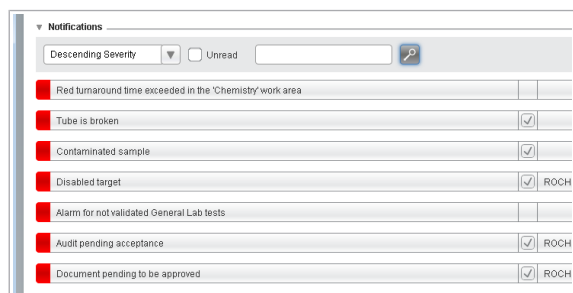 Notifications
Descending Severity
Unread
Red turnaround time exceeded in the 'Chemistry' work area
Tube is broken
Contaminated sample
Disabled target ROCH
Alarm for not validated General Lab tests
Audit pending acceptance ROCH
Document pending to be approved ROCH